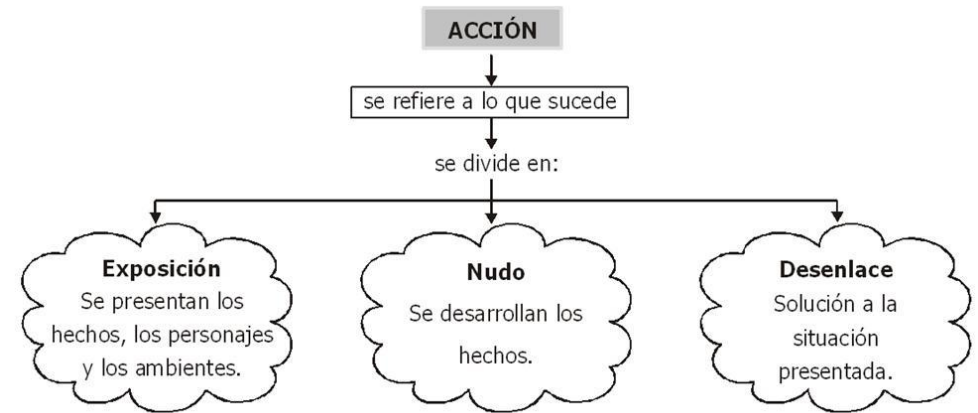 ACCIÓN
se refiere a lo que sucede
se divide en:
Exposición
Se presentan los
hechos, los personajes
y los ambientes.
Nudo
Se desarrollan los
hechos.
Desenlace
Solución a la
situación
presentada.